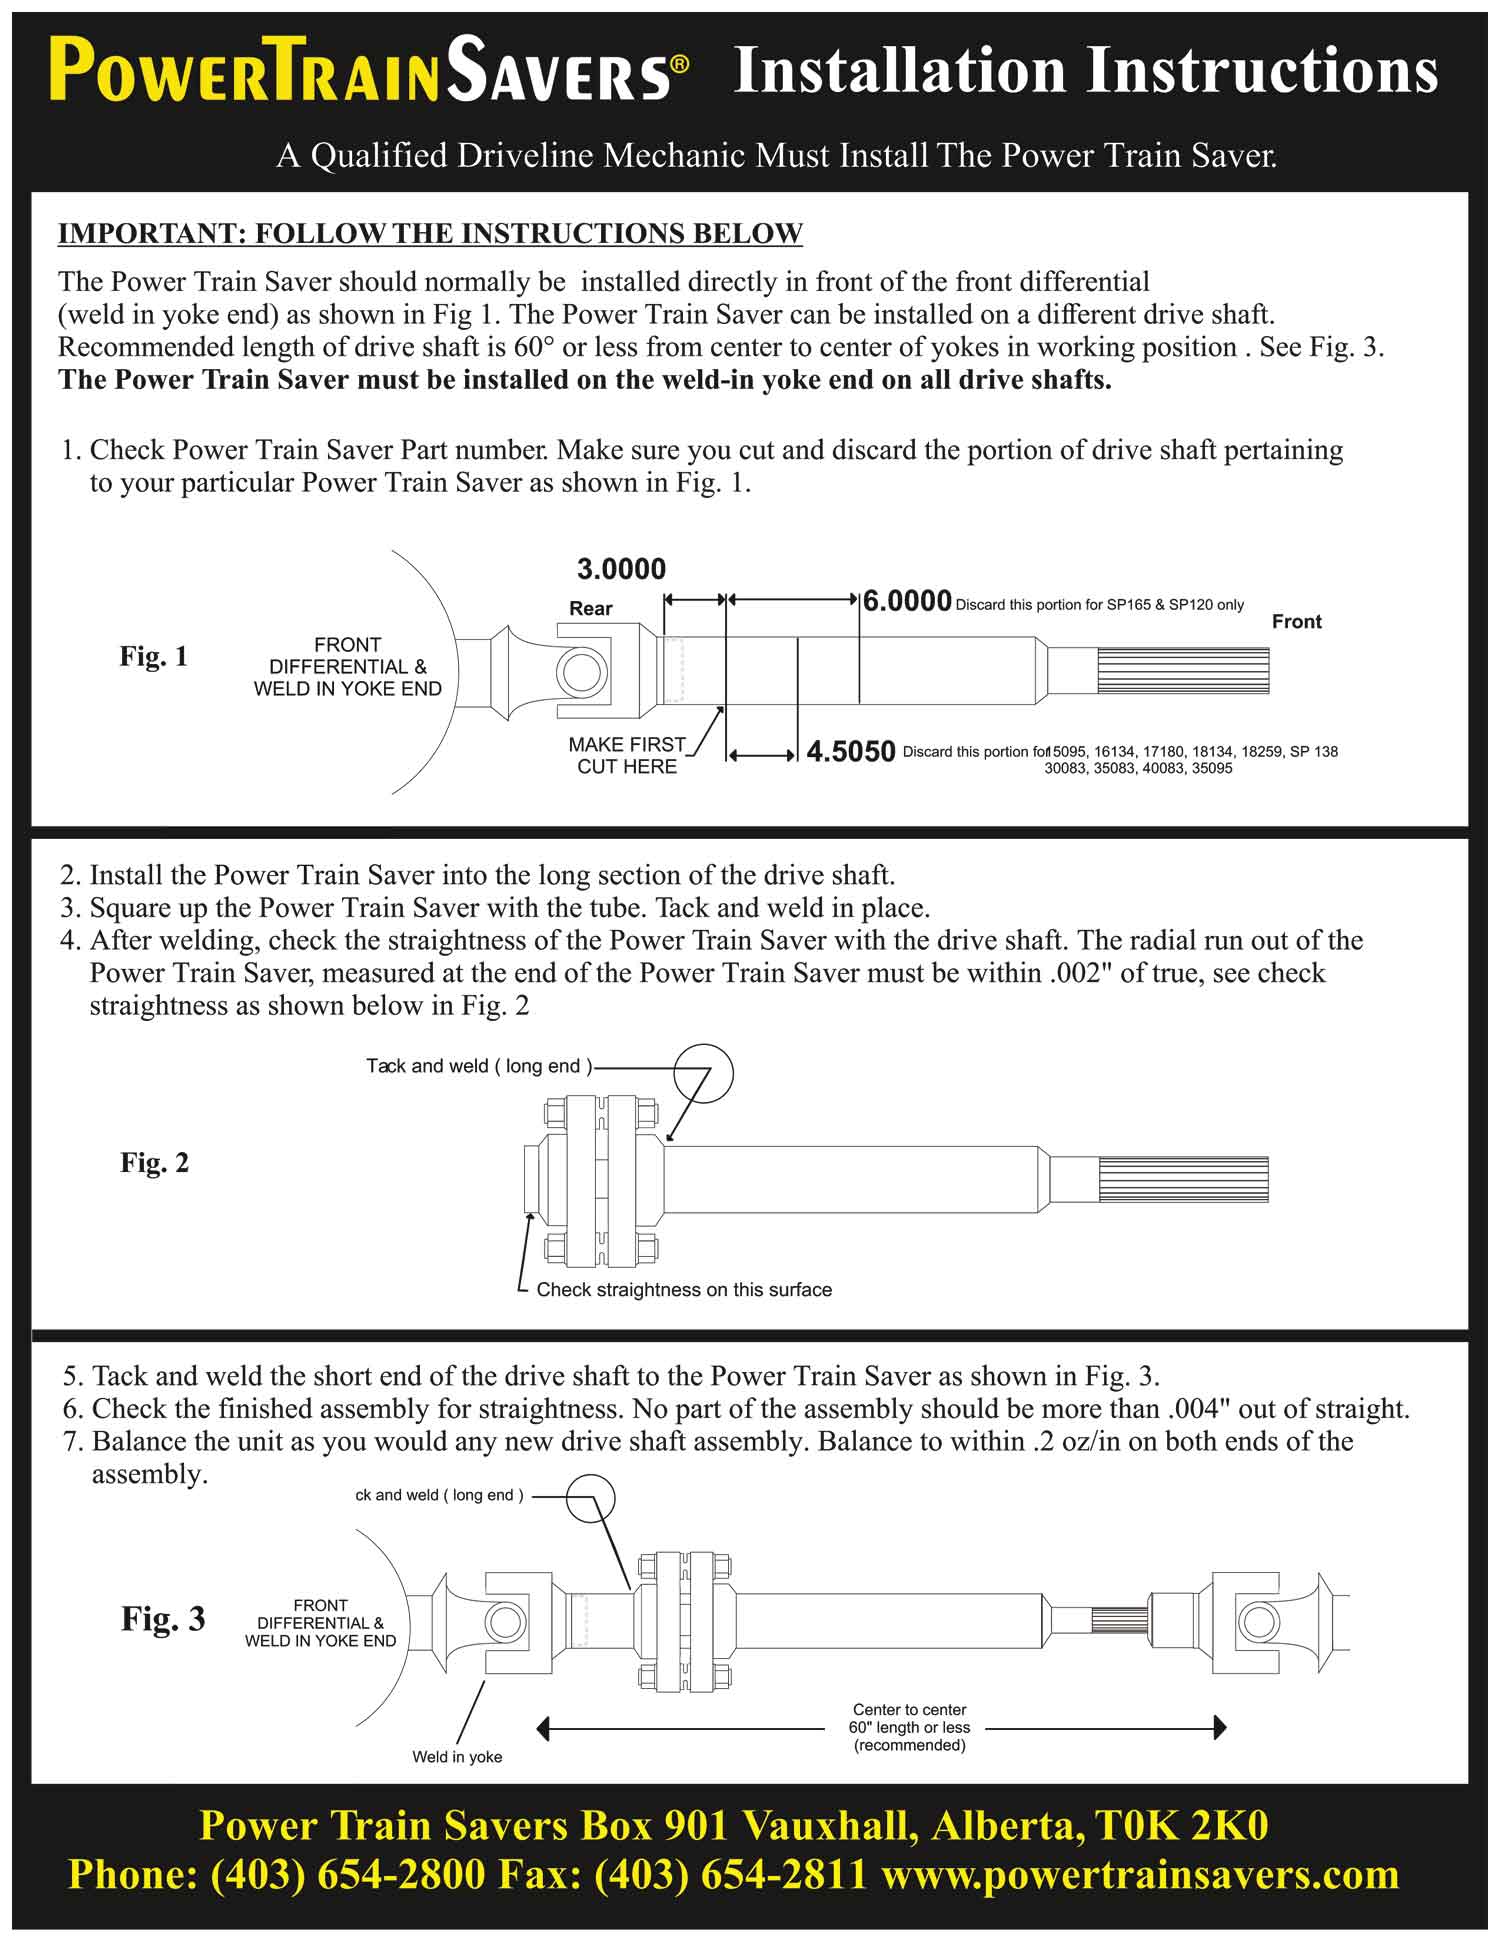 POWERTRAINSAVERS® Installation Instructions
A Qualified Driveline Mechanic Must Install The Power Train Saver.
IMPORTANT: FOLLOW THE INSTRUCTIONS BELOW
The Power Train Saver should normally be installed directly in front of the front differential
(weld in yoke end) as shown in Fig 1. The Power Train Saver can be installed on a different drive shaft.
Recommended length of drive shaft is 60° or less from center to center of yokes in working position . See Fig. 3.
The Power Train Saver must be installed on the weld-in yoke end on all drive shafts.
1. Check Power Train Saver Part number. Make sure you cut and discard the portion of drive shaft pertaining
to your particular Power Train Saver as shown in Fig. 1.
3.0000
Rear
6.0000 Discard this portion for SP165 & SP120 only
Front
Fig. 1
FRONT
DIFFERENTIAL &
WELD IN YOKE END
MAKE FIRST
CUT HERE
4.5050 Discard this portion for15095, 16134, 17180, 18134, 18259, SP 138
30083, 35083, 40083, 35095
2. Install the Power Train Saver into the long section of the drive shaft.
3. Square up the Power Train Saver with the tube. Tack and weld in place.
4. After welding, check the straightness of the Power Train Saver with the drive shaft. The radial run out of the
Power Train Saver, measured at the end of the Power Train Saver must be within .002" of true, see check
straightness as shown below in Fig. 2
Tack and weld ( long end )
Fig. 2
Check straightness on this surface
5. Tack and weld the short end of the drive shaft to the Power Train Saver as shown in Fig. 3.
6. Check the finished assembly for straightness. No part of the assembly should be more than .004" out of straight.
7. Balance the unit as you would any new drive shaft assembly. Balance to within .2 oz/in on both ends of the
assembly.
ck and weld ( long end )
Fig. 3
FRONT
DIFFERENTIAL &
WELD IN YOKE END
Weld in yoke
Center to center
60" length or less
(recommended)
Power Train Savers Box 901 Vauxhall, Alberta, T0K 2K0
Phone: (403) 654-2800 Fax: (403) 654-2811 www.powertrainsavers.com